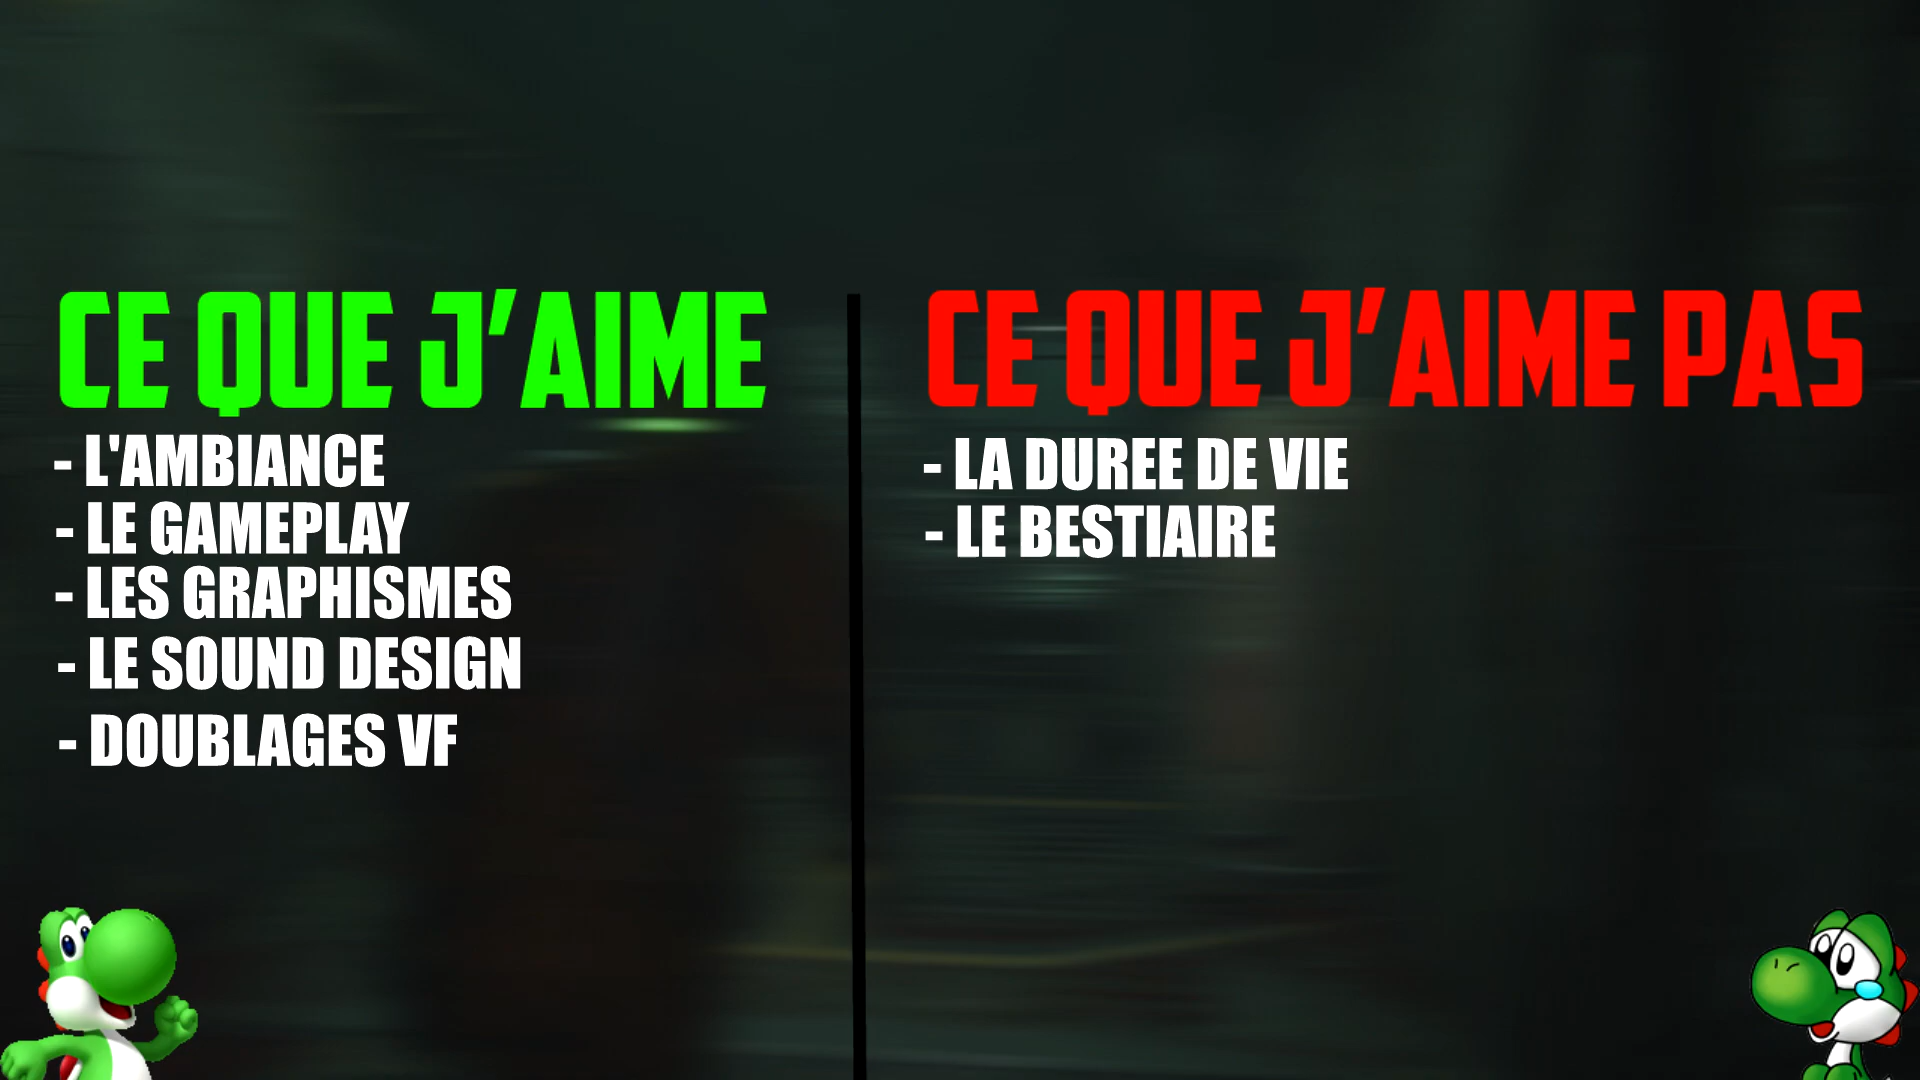 CE QUE J'AIME
- L'AMBIANCE
- LE GAMEPLAY
- LES GRAPHISMES
- LE SOUND DESIGN
- DOUBLAGES VF
CE QUE J'AIME PAS
- LA DUREE DE VIE
- LE BESTIAIRE